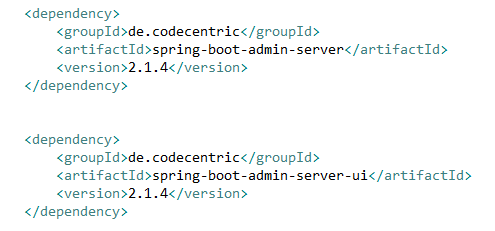 <dependency>
<groupId>de.codecentric</groupId>
<artifactId>spring-boot-admin-server</artifactId>
<version>2.1.4</version>
</dependency>
<dependency>
<groupId>de.codecentric</groupId>
<artifactId>spring-boot-admin-server-ui</artifactId>
<version>2.1.4</version>
</dependency>